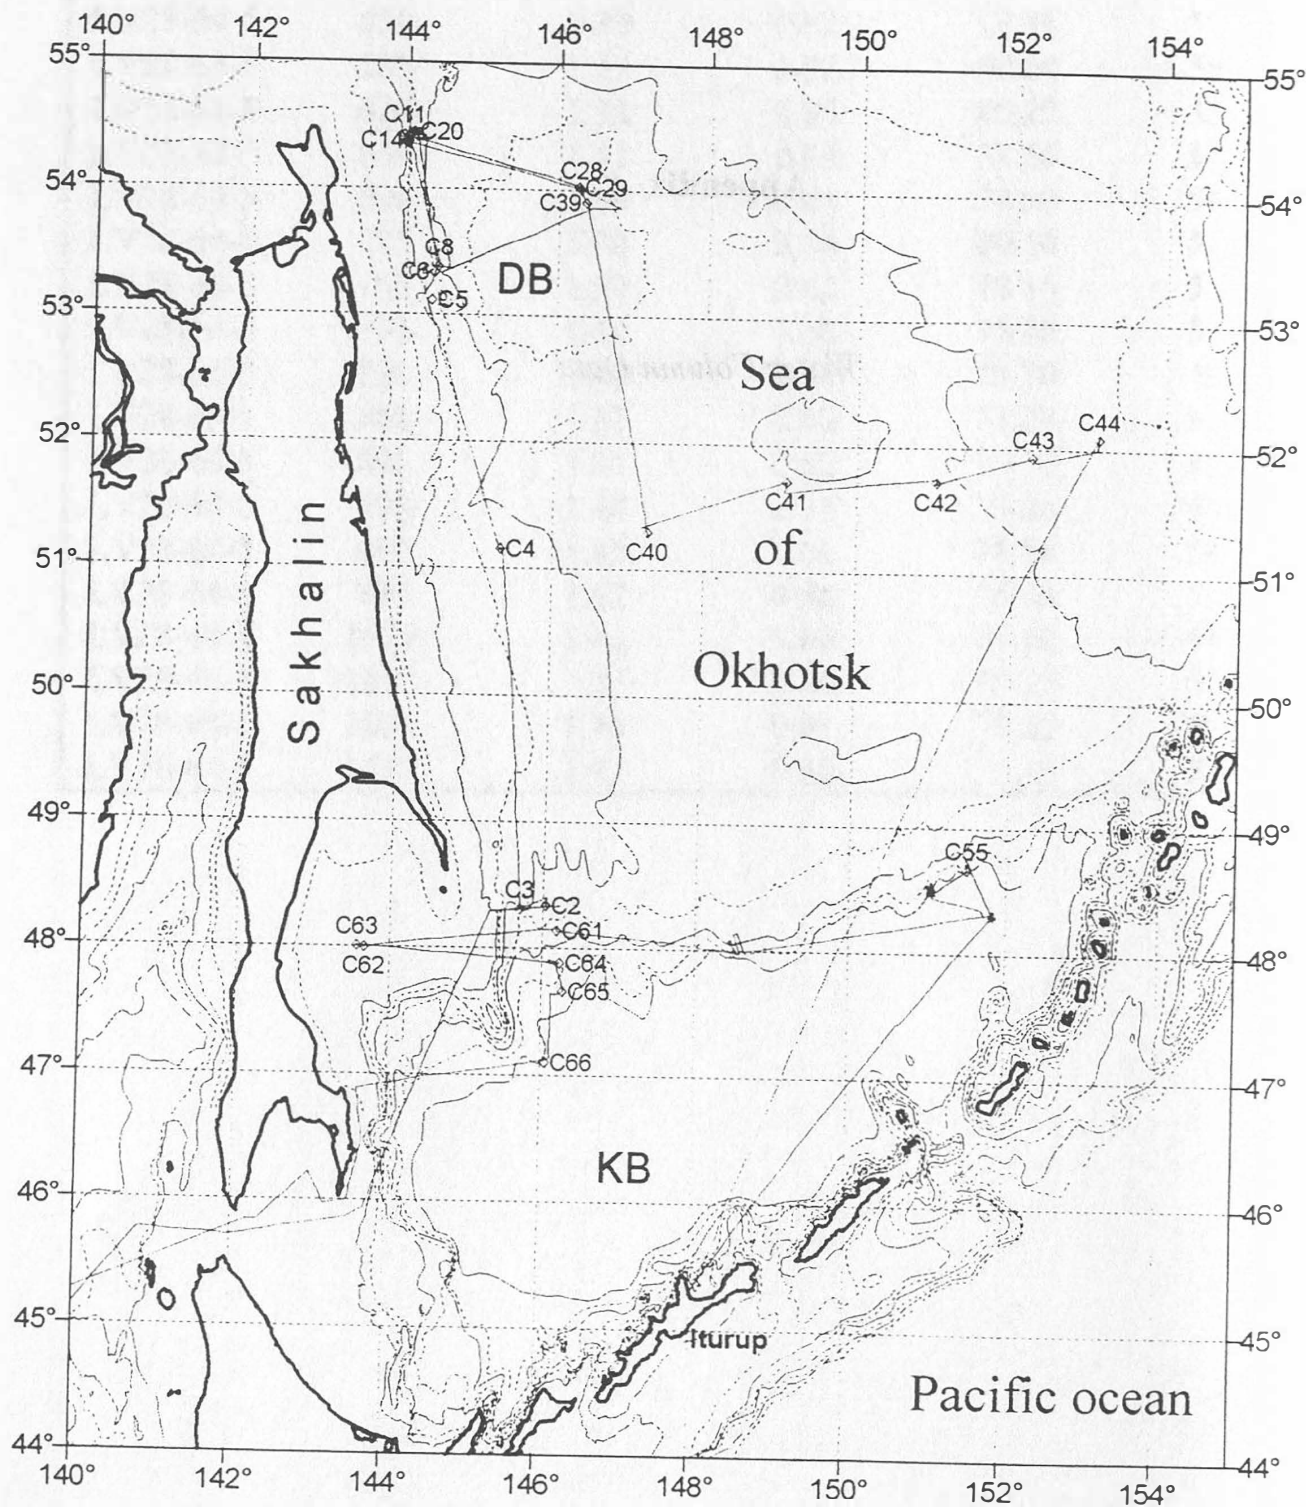 140° 142° 144° 146° 148° 150° 152° 154°
55° 55°
C11
C14 C20
C28
54° C29 54°
C39
C8
C6 DB
C5
53° 53°
Sea
C44
52° C43 52°
C41 C42
C4 C40 of
51° 51°
Sakhalin
Okhotsk
50° 50°
49° 49°
C55
C3
C2
C63 C61
48° 48°
C62 C64
C65
47° C66 47°
KB
46° 46°
45° Iturup 45°
Pacific ocean
44° 44°
140° 142° 144° 146° 148° 150° 152° 154°